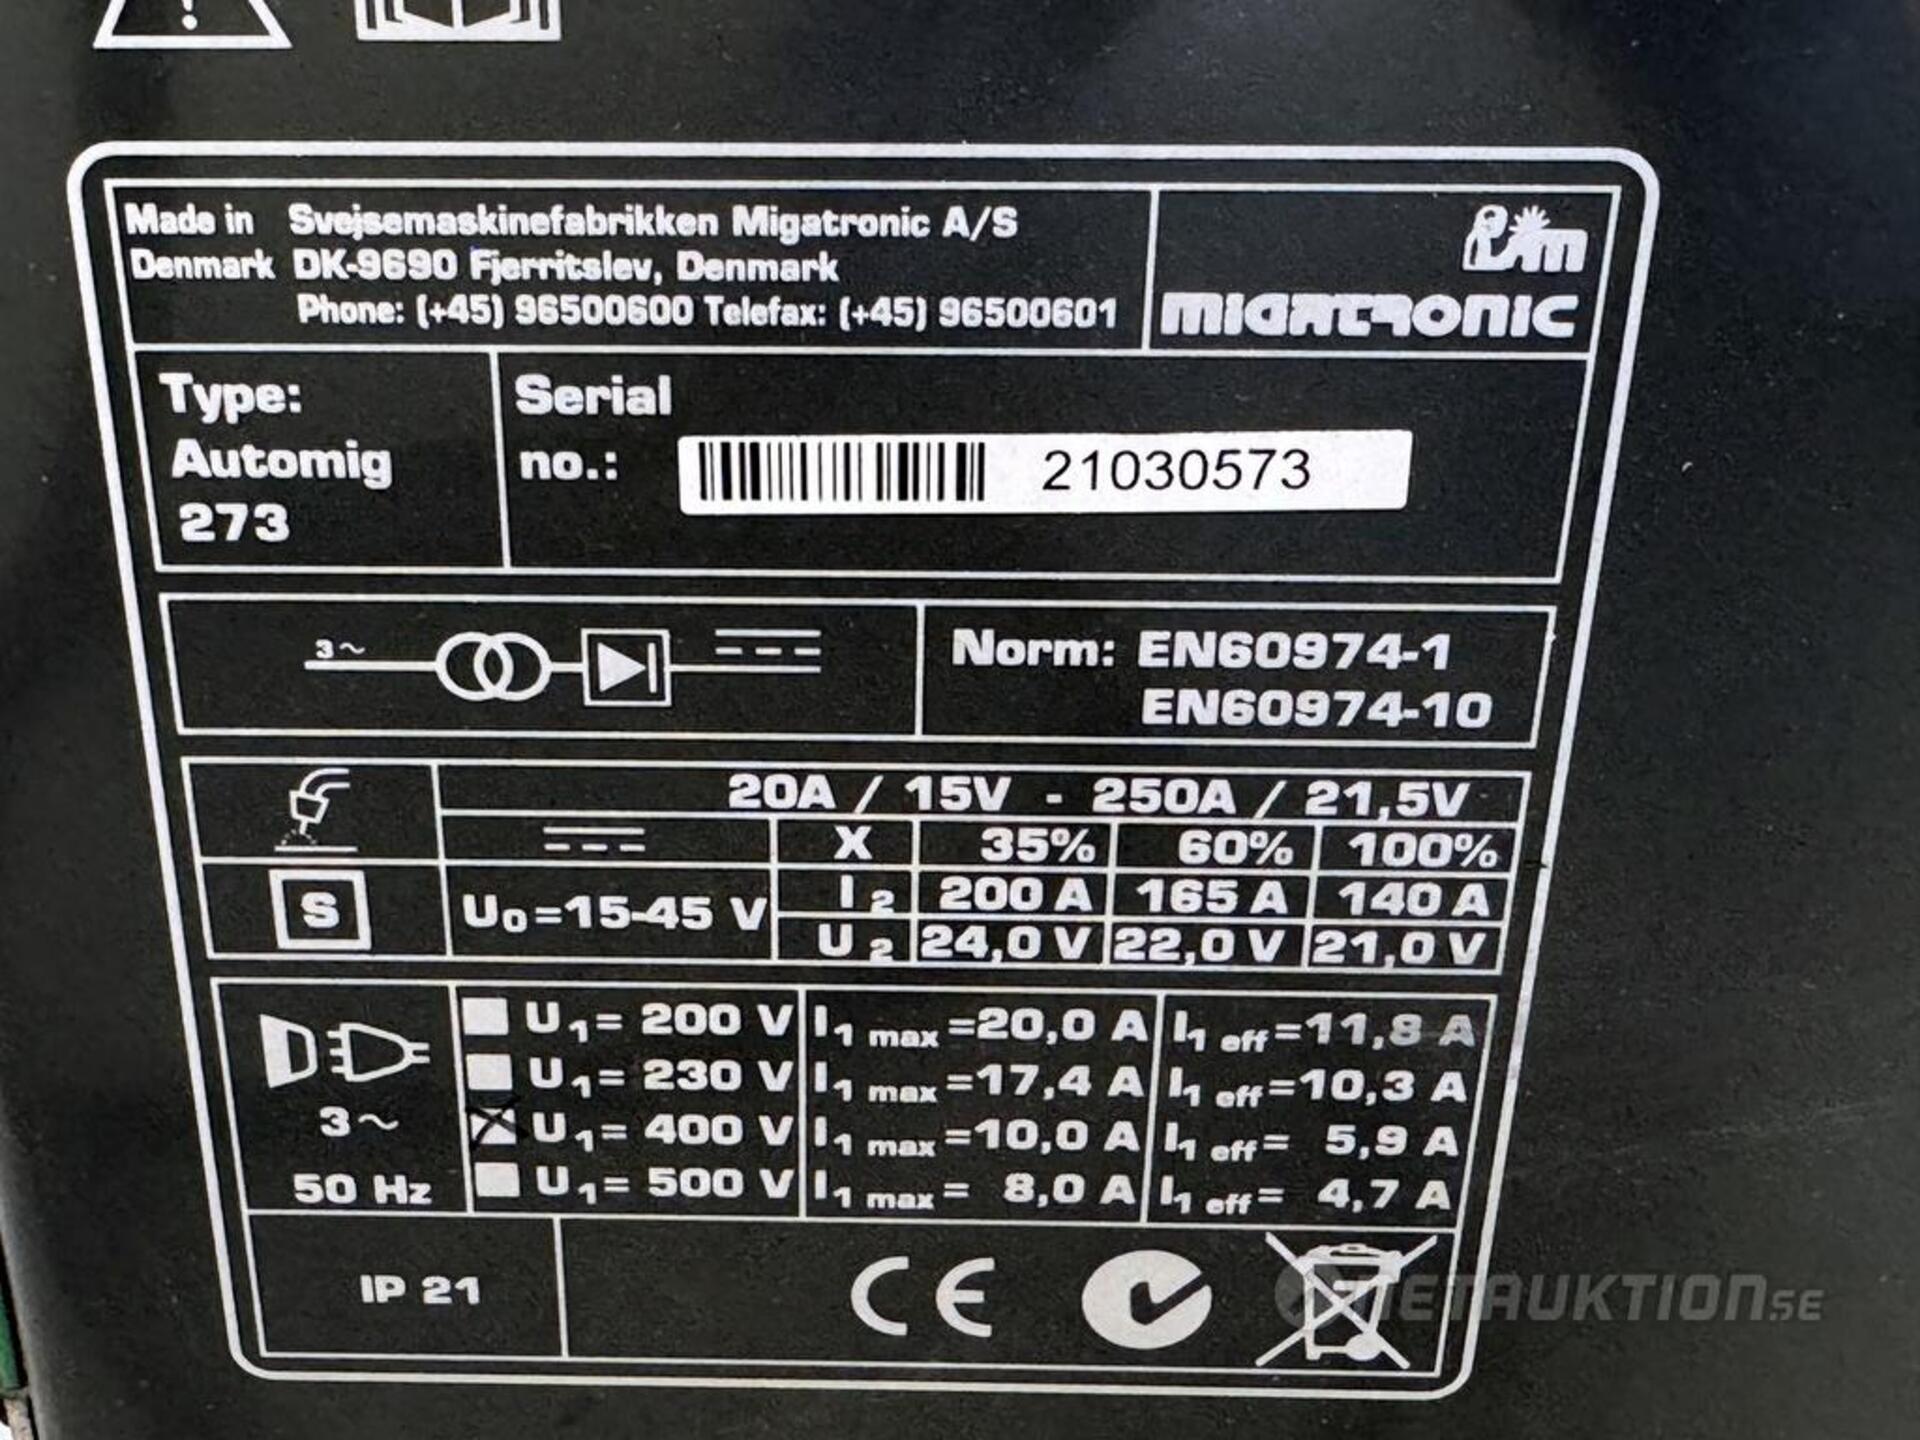 Made in Svejsemaskinefabrikken Migatronic A/S
Denmark DK-9690 Fjerritslev, Denmark
Phone: (+45) 96500600 Telefax: (+45) 96500601
MIGATRONIC
Type:
Automig
273
Serial
no.:
21030573
3~
Norm: EN60974-1
EN60974-10
20A / 15V - 250A / 21,5V
X 35% 60% 100%
S
U0=15-45 V
I2 200 A 165 A 140 A
U2 24,0 V 22,0 V 21,0 V
U1= 200 V I1 max =20,0 A I1 eff=11,8 A
U1= 230 V I1 max =17,4 A I1 eff=10,3 A
3~ U1= 400 V I1 max =10,0 A I1 eff= 5,9 A
50 Hz U1= 500 V I1 max = 8,0 A I1 eff= 4,7 A
IP 21
CE
NETAUKTION.SE